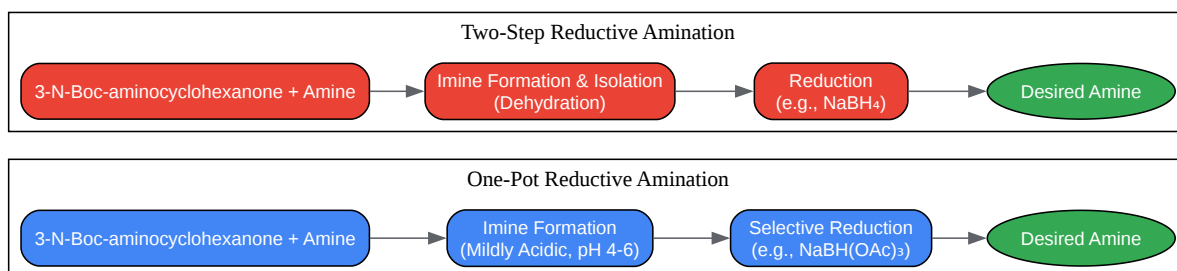 Two-Step Reductive Amination
3-N-Boc-aminocyclohexanone + Amine
Imine Formation & Isolation
(Dehydration)
Reduction
(e.g., NaBH₄)
Desired Amine
One-Pot Reductive Amination
3-N-Boc-aminocyclohexanone + Amine
Imine Formation
(Mildly Acidic, pH 4-6)
Selective Reduction
(e.g., NaBH(OAc)₃)
Desired Amine